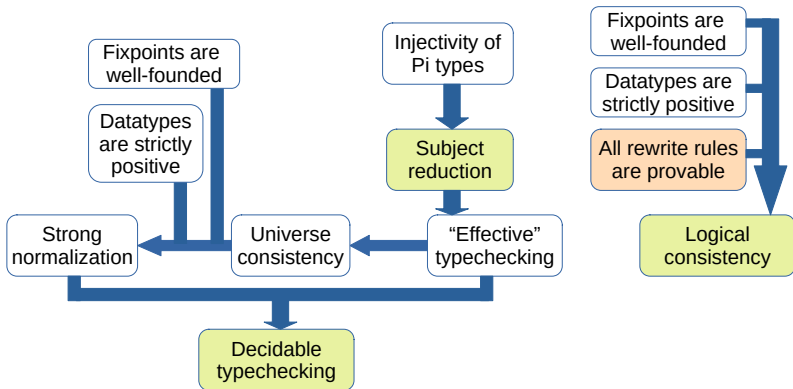 Fixpoints are
well-founded
Injectivity of
Pi types
Fixpoints are
well-founded
Datatypes are
strictly positive
Datatypes
are strictly
positive
Subject
reduction
All rewrite rules
are provable
Strong
normalization
Universe
consistency
“Effective”
typechecking
Logical
consistency
Decidable
typechecking